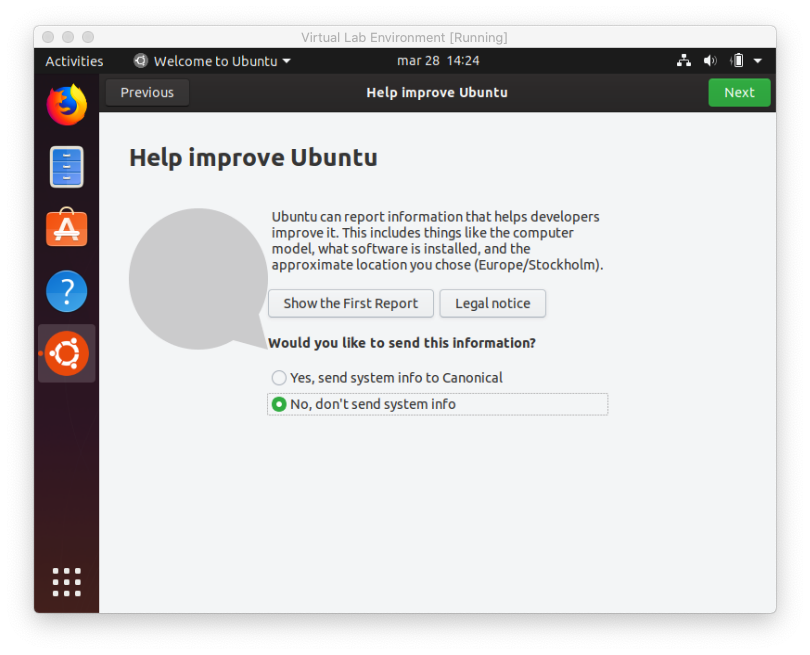 Virtual Lab Environment [Running]
Activities Welcome to Ubuntu mar 28 14:24
Previous Help improve Ubuntu Next
Help improve Ubuntu
Ubuntu can report information that helps developers
improve it. This includes things like the computer
model, what software is installed, and the
approximate location you chose (Europe/Stockholm).
Show the First Report Legal notice
Would you like to send this information?
Yes, send system info to Canonical
No, don't send system info